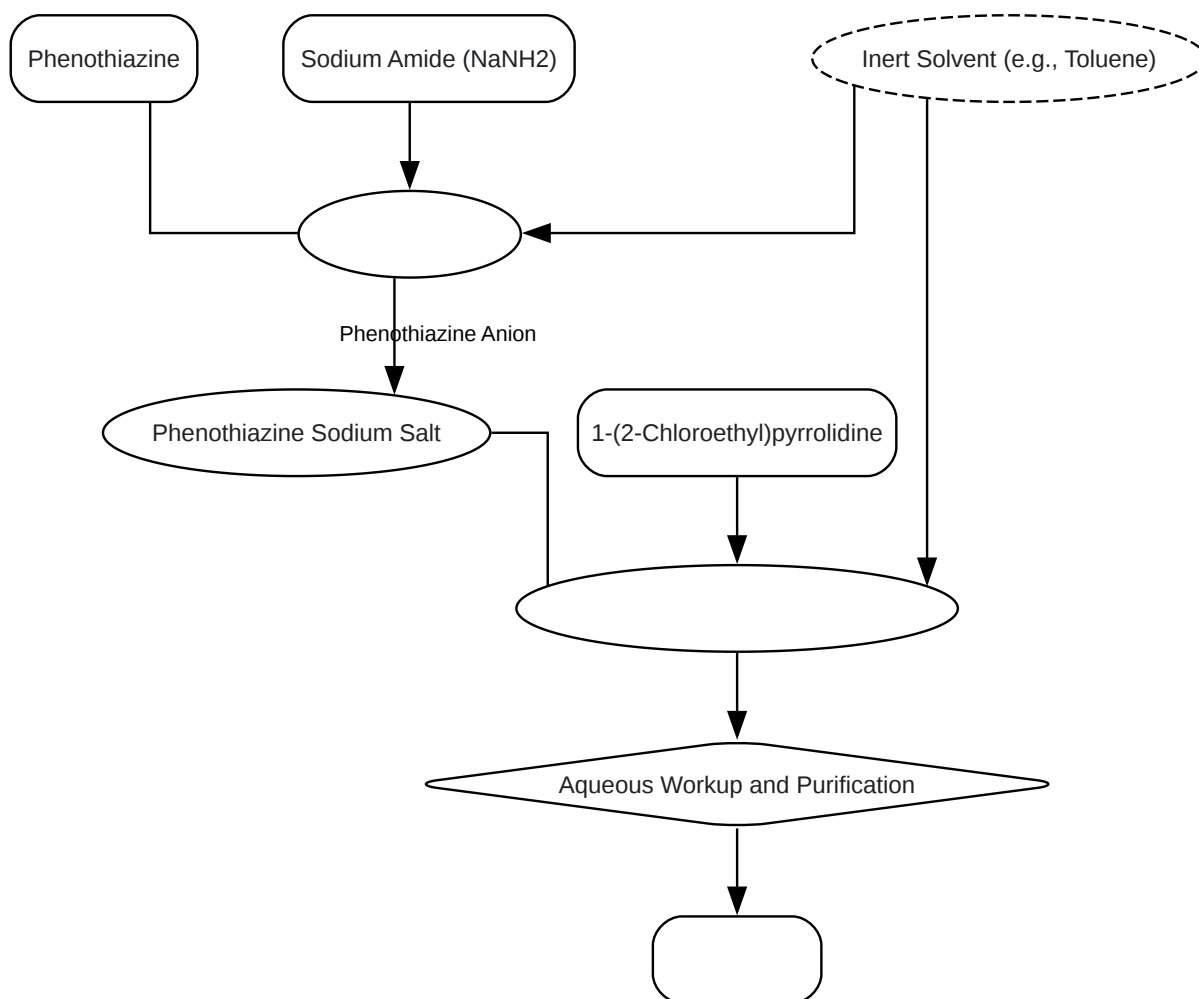 Phenothiazine
Sodium Amide (NaNH2)
Inert Solvent (e.g., Toluene)
Phenothiazine Anion
Phenothiazine Sodium Salt
1-(2-Chloroethyl)pyrrolidine
Aqueous Workup and Purification